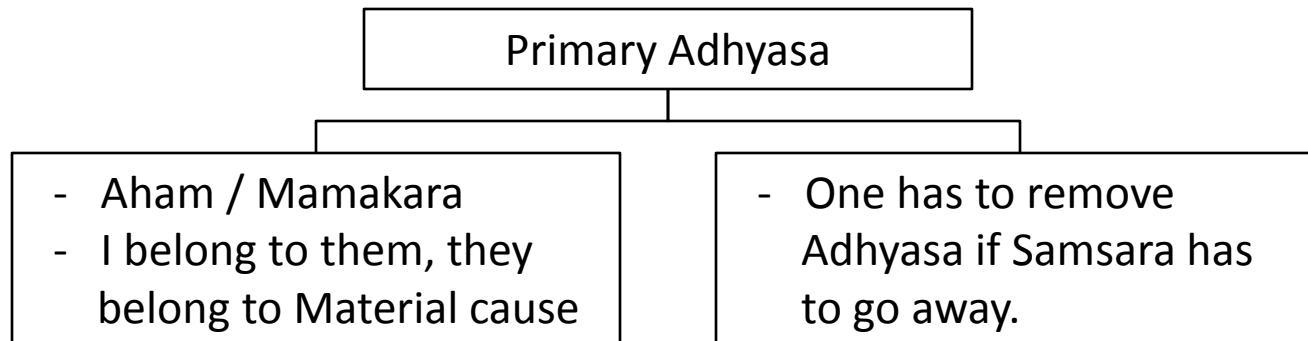 Primary Adhyasa
- Aham / Mamakara
- I belong to them, they
belong to Material cause
- One has to remove
Adhyasa if Samsara has
to go away.